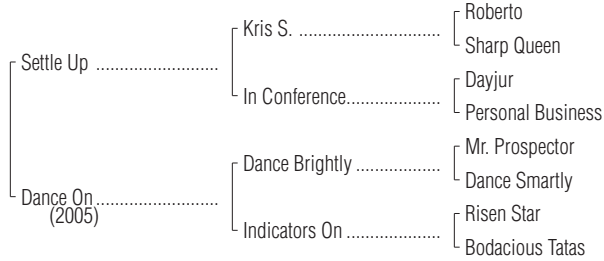 Roberto
Kris S. ............................
Sharp Queen
Settle Up ..........................
Dayjur
In Conference....................
Personal Business
Mr. Prospector
Dance Brightly ..................
Dance Smartly
Dance On..........................
(2005)
Risen Star
Indicators On ....................
Bodacious Tatas